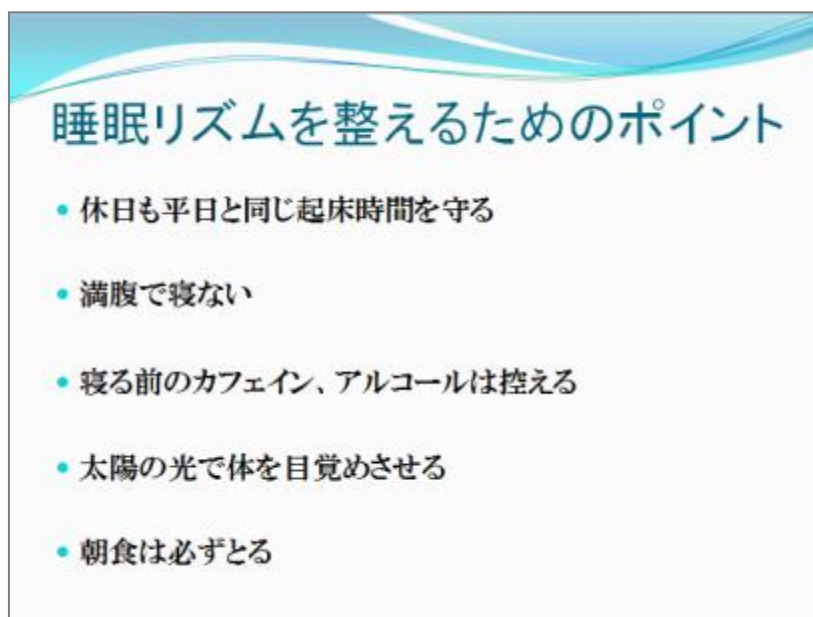 睡眠リズムを整えるためのポイント
• 休日も平日と同じ起床時間を守る
• 満腹で寝ない
• 寝る前のカフェイン、アルコールは控える
• 太陽の光で体を目覚めさせる
• 朝食は必ずとる